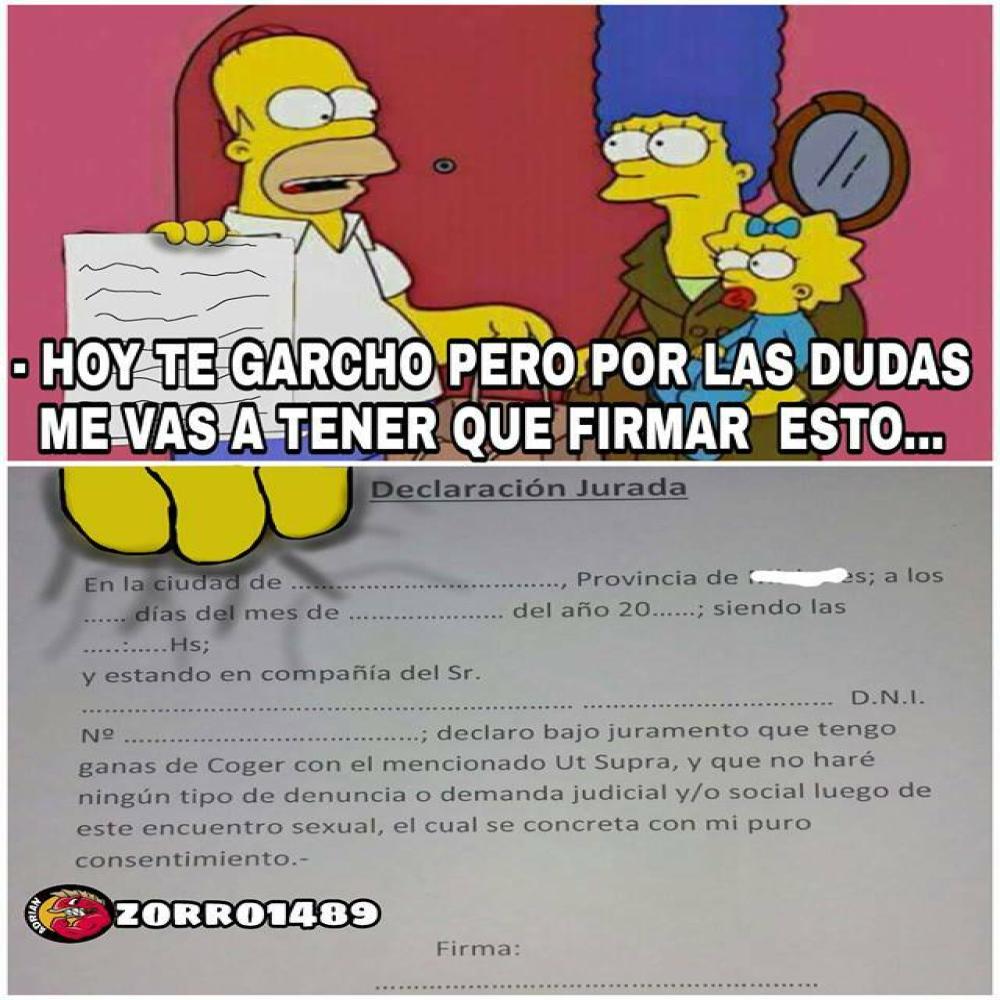 - HOY TE GARCHO PERO POR LAS DUDAS
ME VAS A TENER QUE FIRMAR ESTO...
Declaración Jurada
En la ciudad de ................................., Provincia de es; a los
...... días del mes de .................... del año 20......; siendo las
.....:.....Hs;
y estando en compañía del Sr.
................................................................ ................................. D.N.I.
Nº ......................................; declaro bajo juramento que tengo
ganas de Coger con el mencionado Ut Supra, y que no haré
ningún tipo de denuncia o demanda judicial y/o social luego de
este encuentro sexual, el cual se concreta con mi puro
consentimiento.-
ADRIAN
ZORRO1489
Firma:
.........................................................